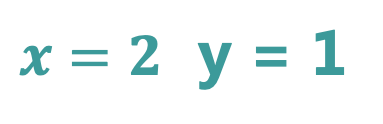 x = 2 y = 1